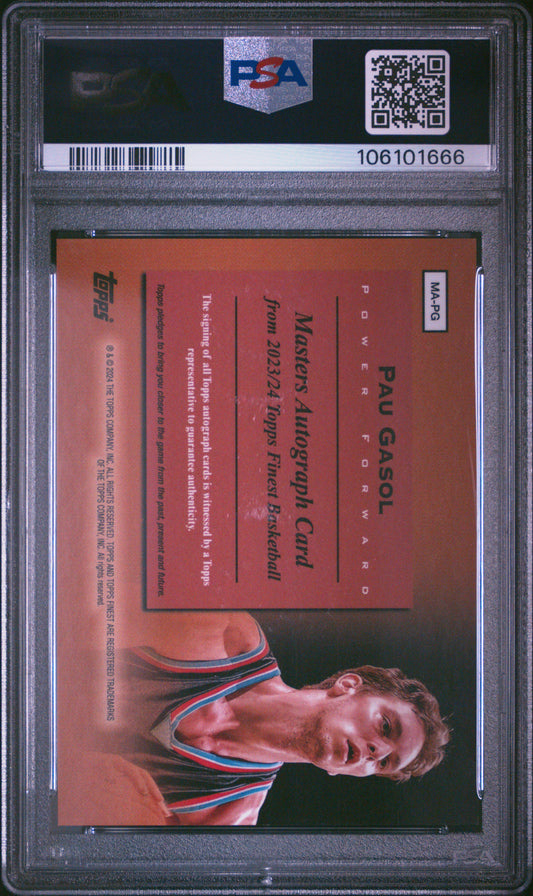 PSA
PSA
106101666
MA-PG
PAU GASOL
POWER FORWARD
Masters Autograph Card
from 2023/24 Topps Finest Basketball
The signing of all Topps autograph cards is witnessed by a Topps
representative to guarantee authenticity.
Topps pledges to bring you closer to the game from the past, present and future.
topps
® & © 2024 THE TOPPS COMPANY, INC. ALL RIGHTS RESERVED. TOPPS AND TOPPS FINEST ARE REGISTERED TRADEMARKS
OF THE TOPPS COMPANY, INC. All rights reserved.
PSA